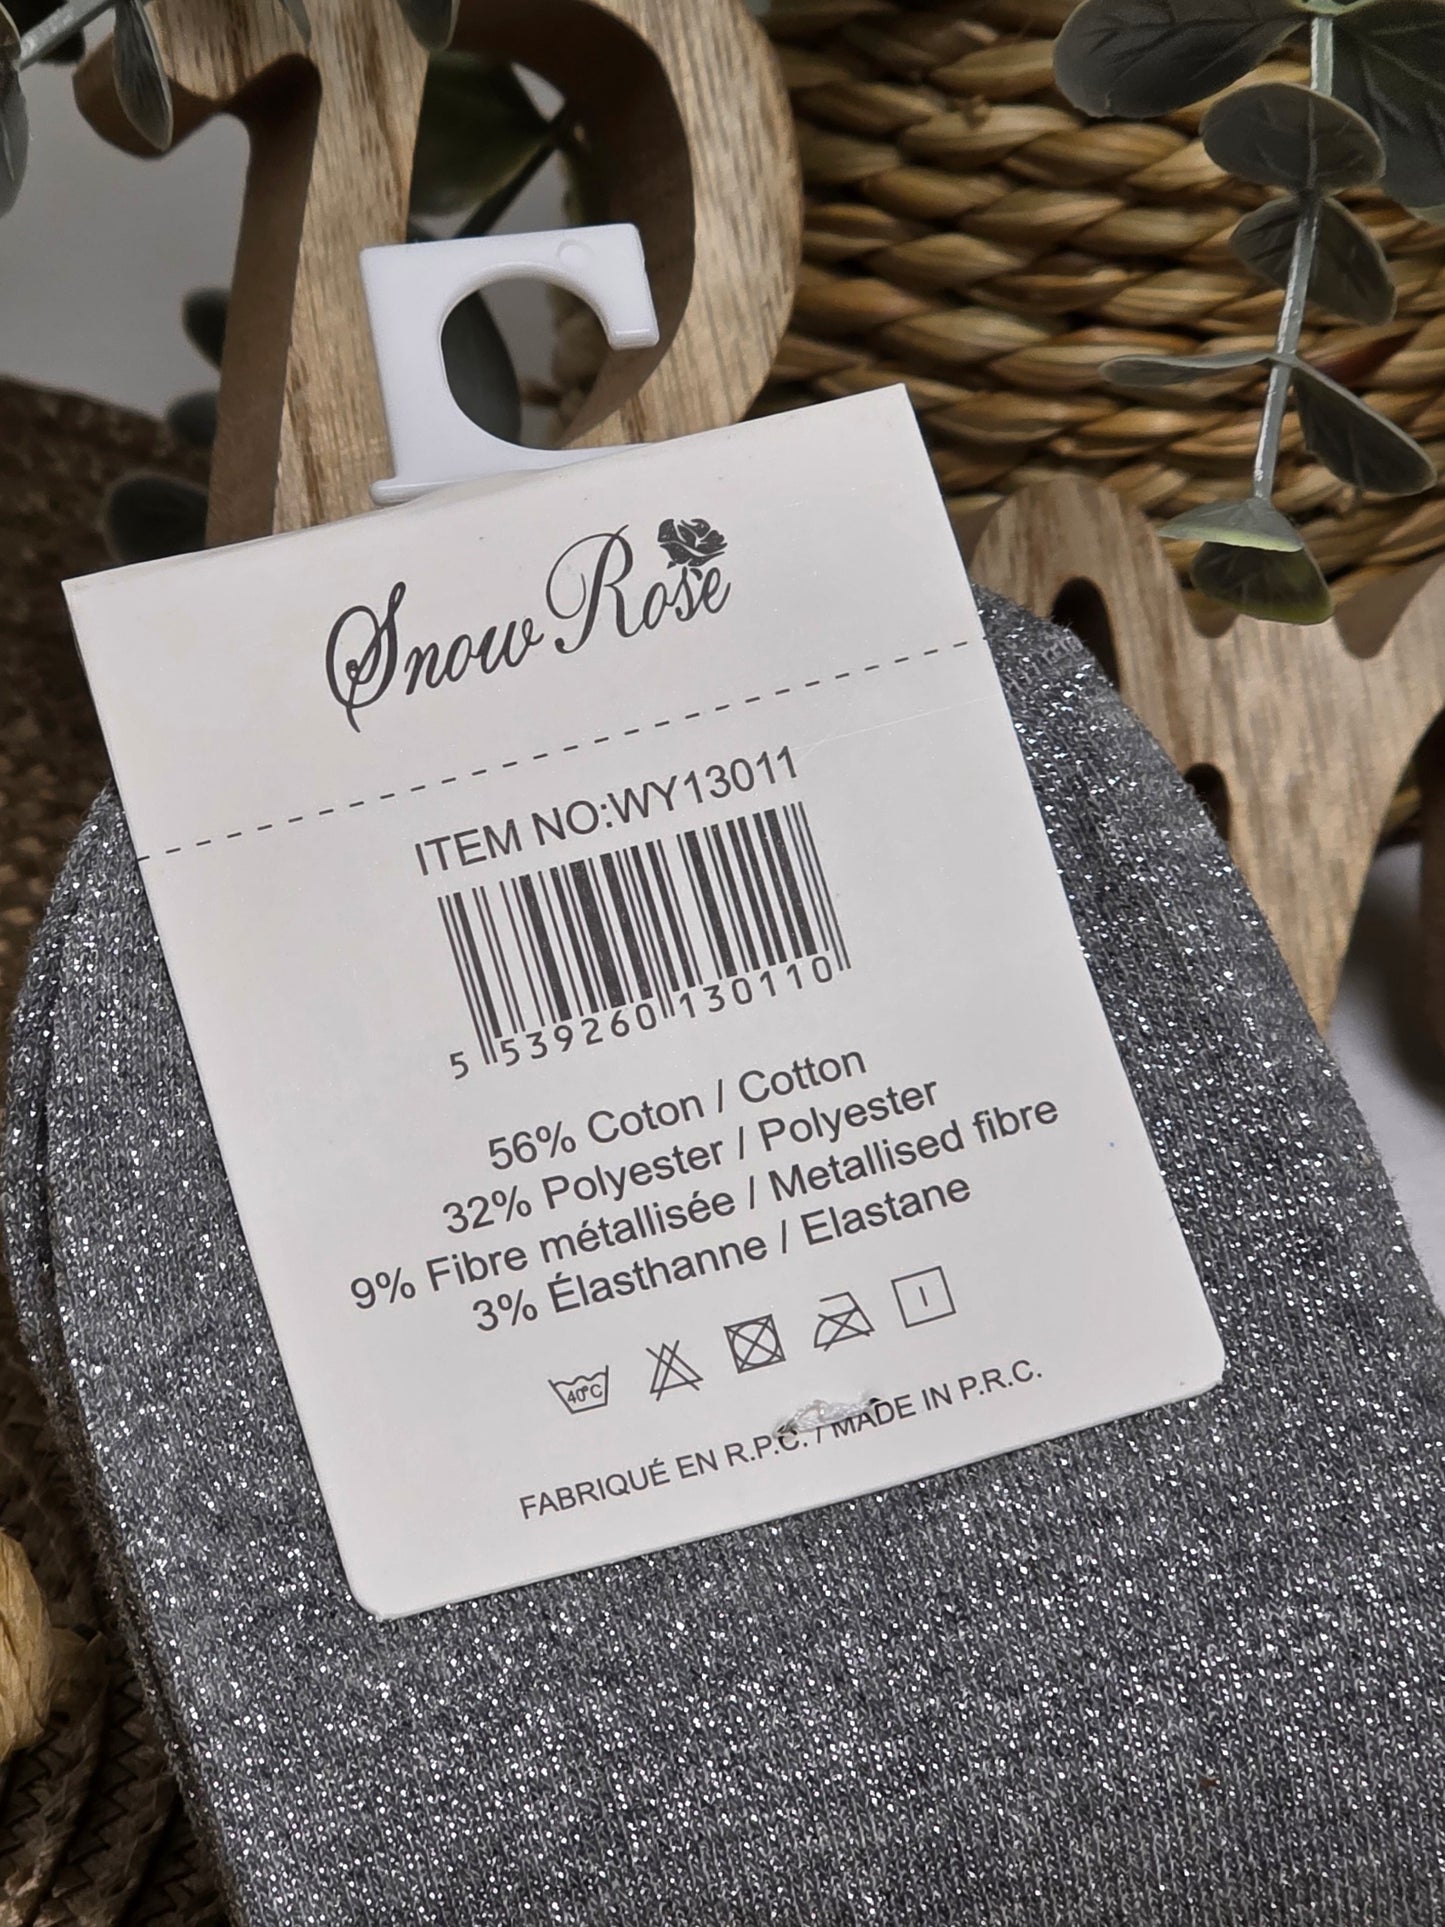 Snow Rose
ITEM NO:WY13011
5 539260 130110
56% Coton / Cotton
32% Polyester / Polyester
9% Fibre métallisée / Metallised fibre
3% Élasthanne / Elastane
40°C
FABRIQUÉ EN R.P.C. / MADE IN P.R.C.